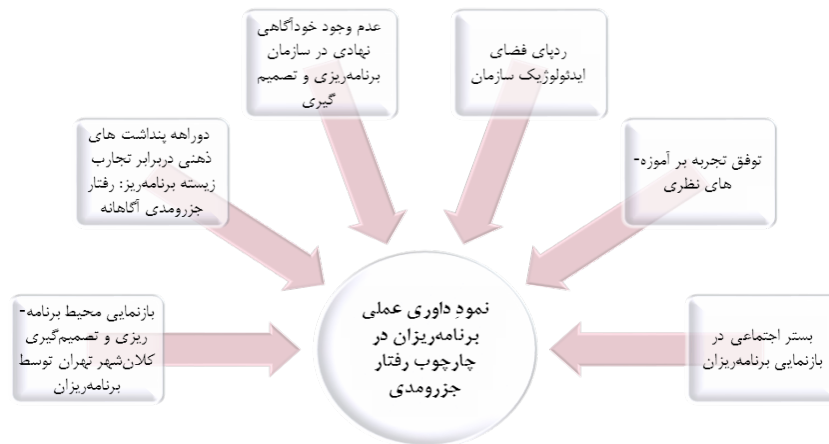 ردپای فضای
ایدئولوژیک سازمان
عدم وجود خودآگاهی
نهادی در سازمان
برنامه‌ریزی و تصمیم
گیری
توفق تجربه بر آموزه-
های نظری
دوراهه پنداشت های
ذهنی دربرابر تجارب
زیسته برنامه‌ریز: رفتار
جزرومدی آگاهانه
بستر اجتماعی در
بازنمایی برنامه‌ریزان
نمودِ داوری عملی
برنامه‌ریزان در
چارچوب رفتار
جزرومدی
بازنمایی محیط برنامه-
ریزی و تصمیم‌گیری
کلان‌شهر تهران توسط
برنامه‌ریزان